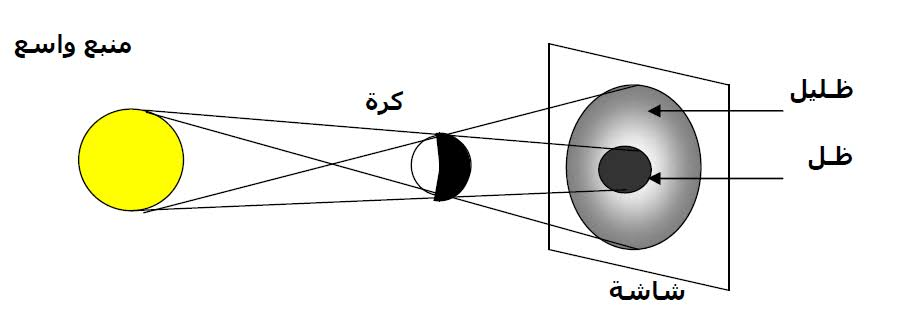 منبع واسع
كرة
ظليل
ظل
شاشة